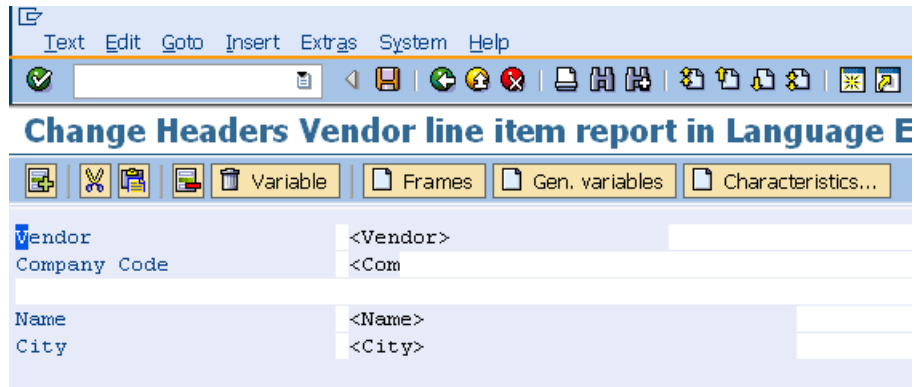 Text Edit Goto Insert Extras System Help
Change Headers Vendor line item report in Language E
Variable Frames Gen. variables Characteristics...
Vendor <Vendor>
Company Code <Com
Name <Name>
City <City>